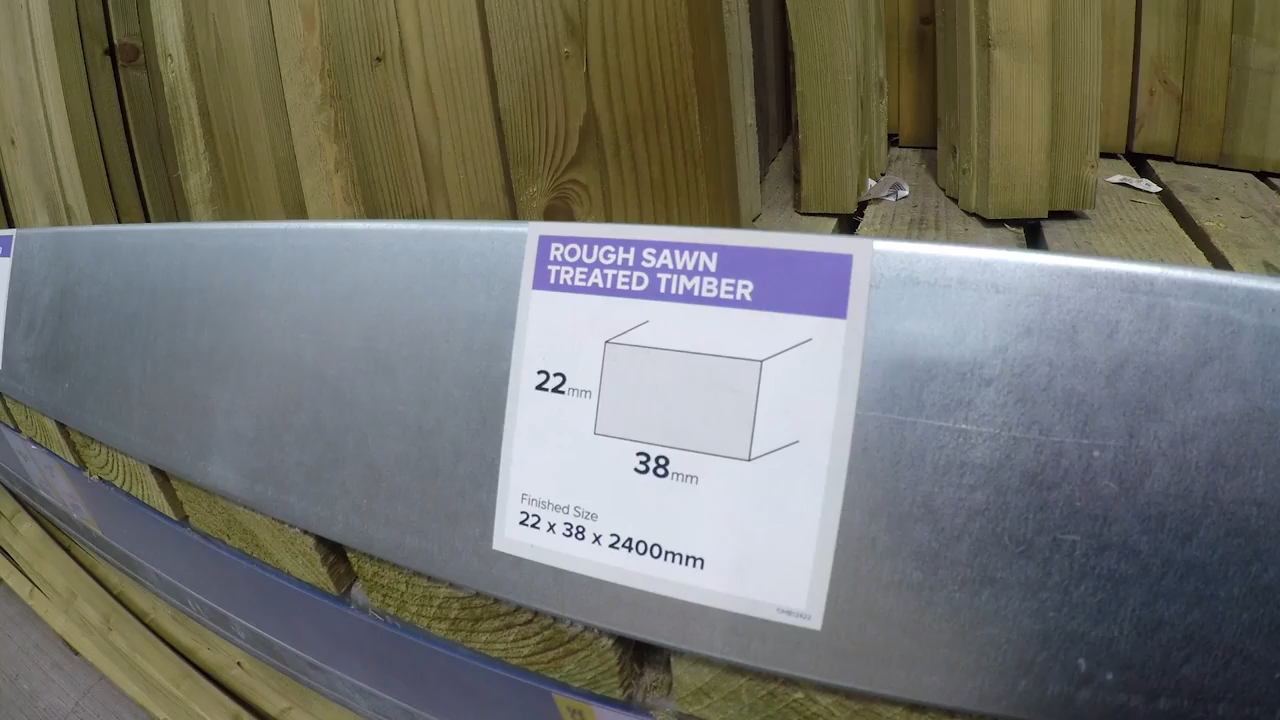 ROUGH SAWN
TREATED TIMBER
22mm
38mm
Finished Size
22 x 38 x 2400mm